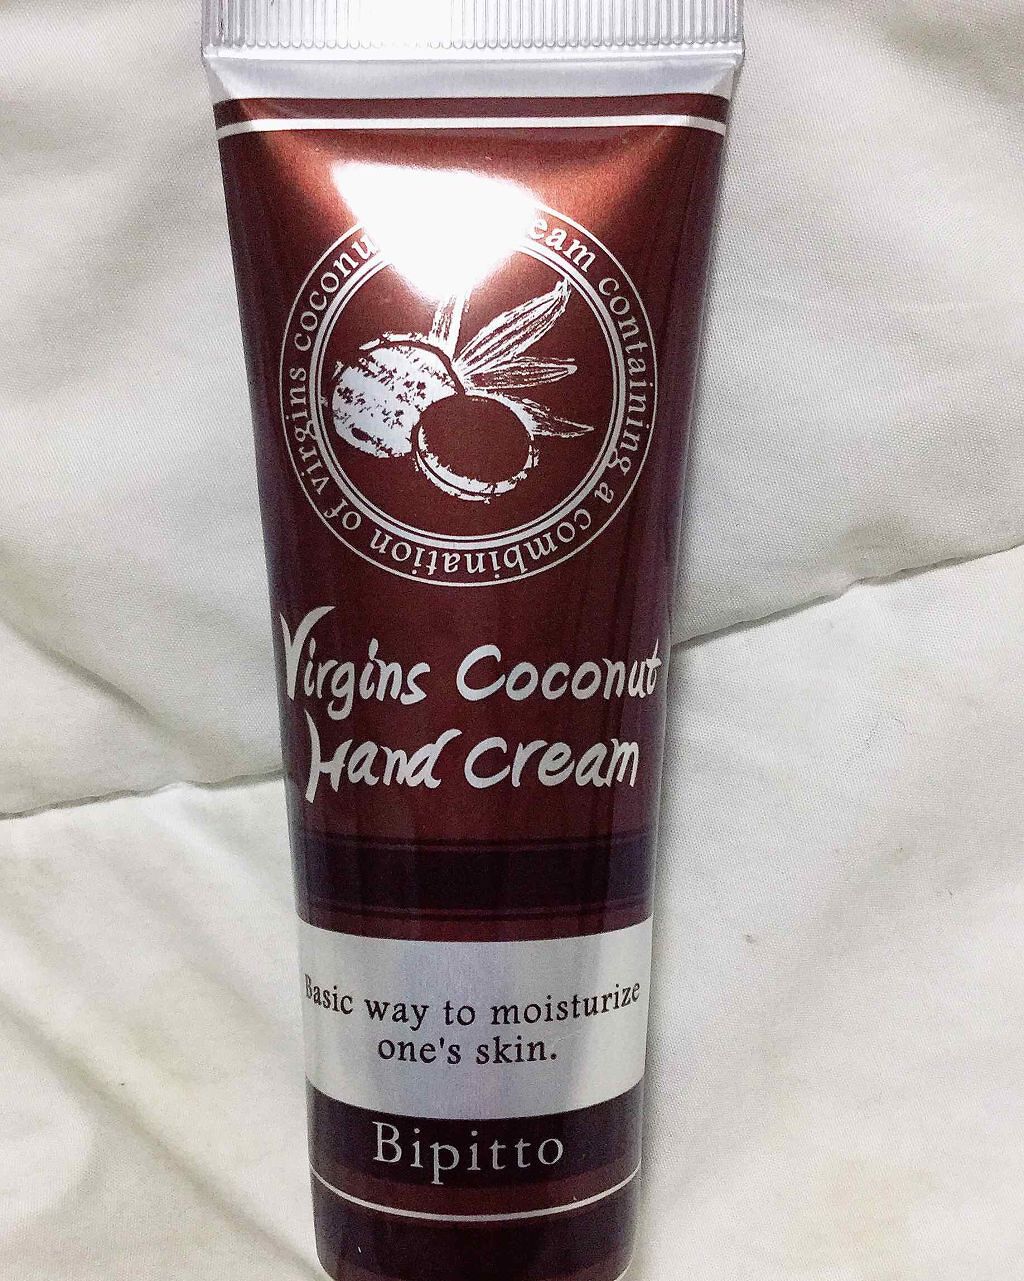 containing a combination of virgins
Virgins Coconut
Hand Cream
Basic way to moisturize
one's skin.
Bipitto